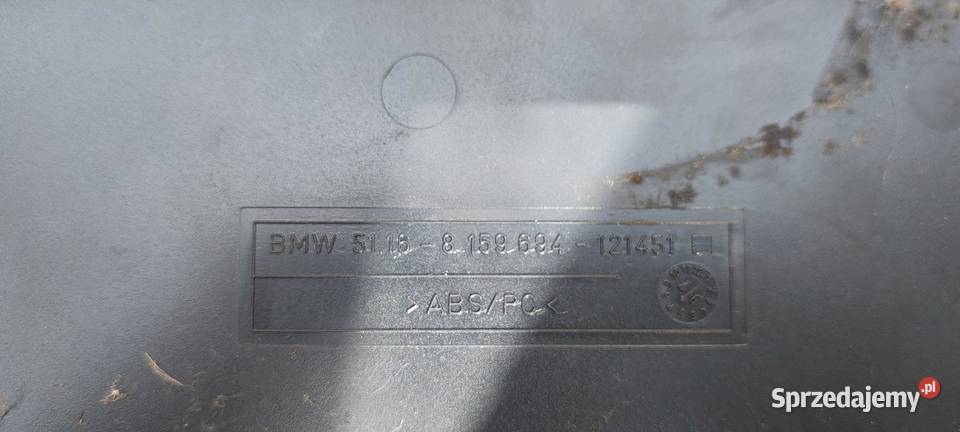 BMW 51.16 - 8 159 694 - 121451
>ABS/PC<
Sprzedajemy.pl